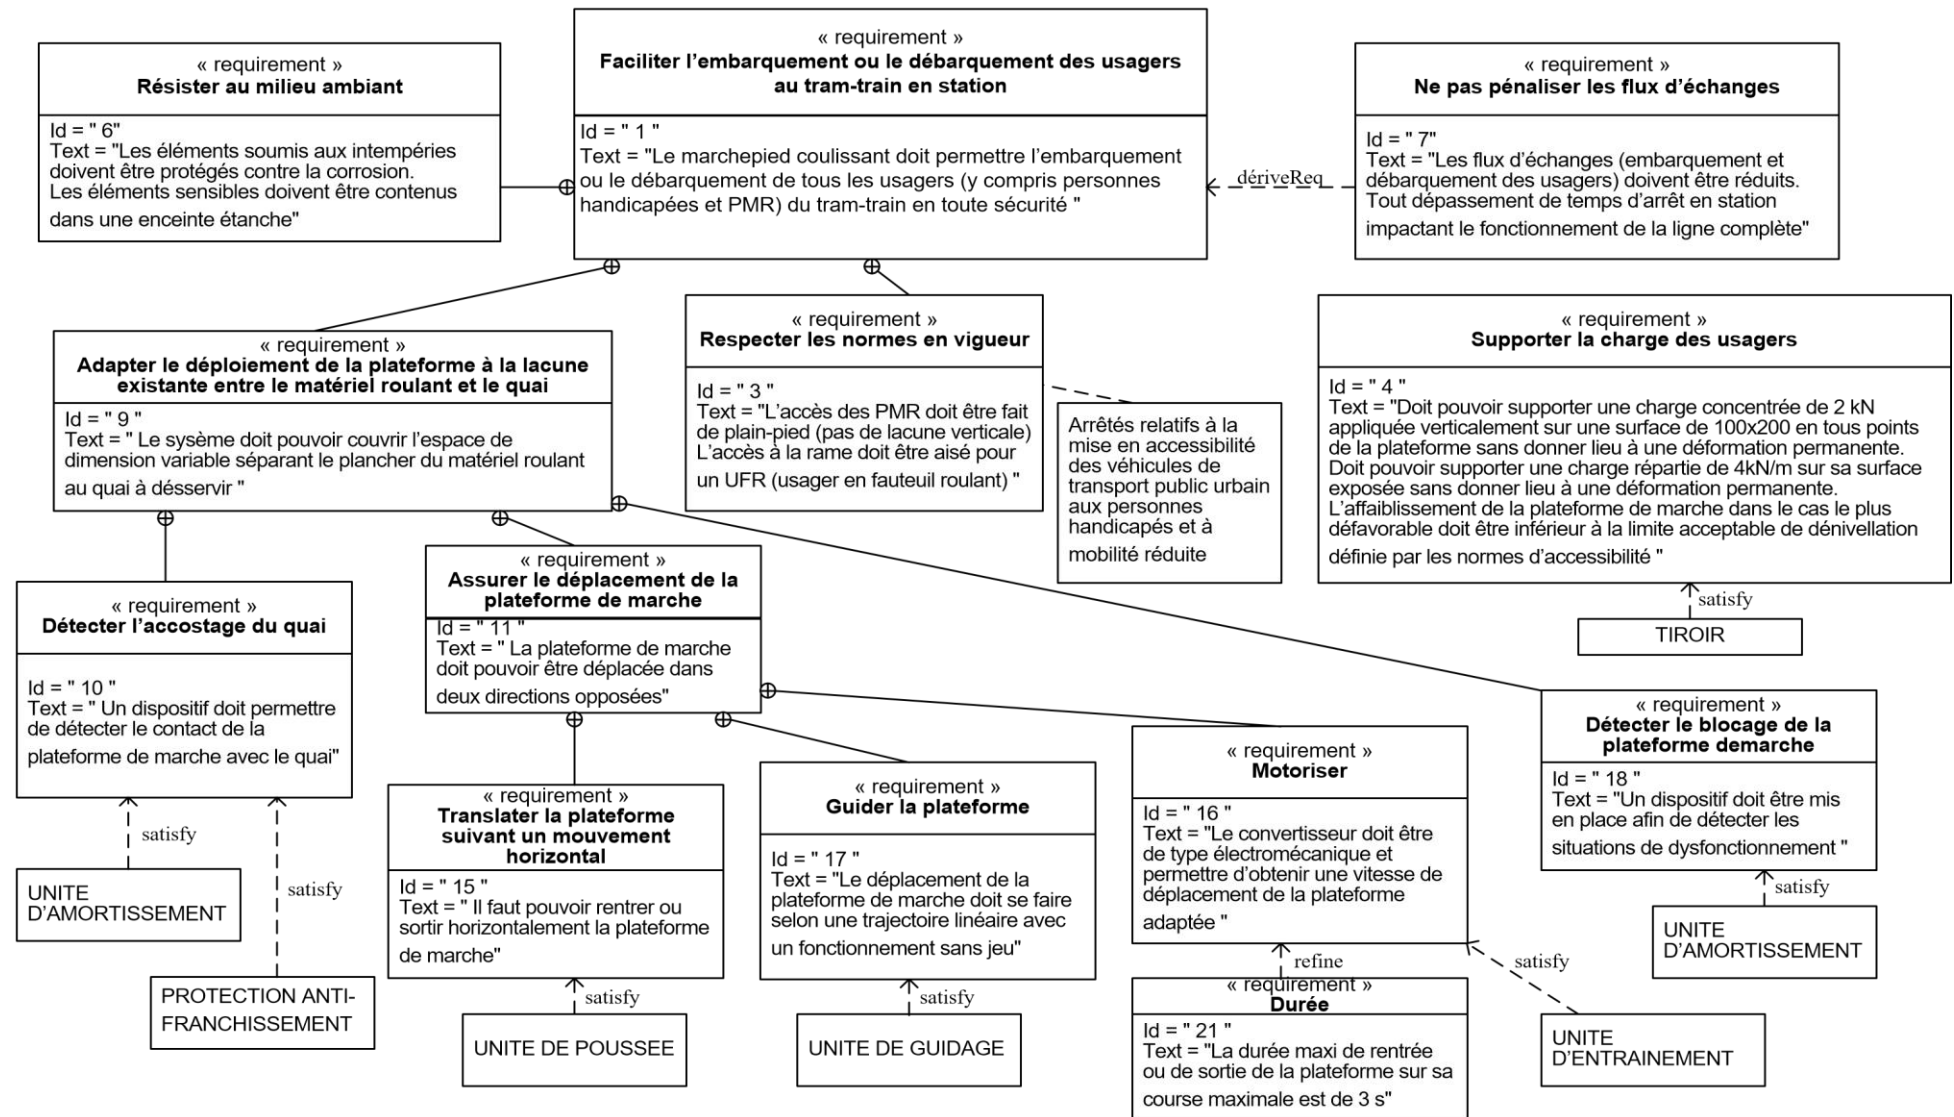 « requirement »
Résister au milieu ambiant
Id = " 6"
Text = "Les éléments soumis aux intempéries
doivent être protégés contre la corrosion.
Les éléments sensibles doivent être contenus
dans une enceinte étanche"
« requirement »
Faciliter l'embarquement ou le débarquement des usagers
au tram-train en station
Id = " 1 "
Text = "Le marchepied coulissant doit permettre l'embarquement
ou le débarquement de tous les usagers (y compris personnes
handicapées et PMR) du tram-train en toute sécurité "
dériveReq
« requirement »
Ne pas pénaliser les flux d'échanges
Id = " 7"
Text = "Les flux d'échanges (embarquement et
débarquement des usagers) doivent être réduits.
Tout dépassement de temps d'arrêt en station
impactant le fonctionnement de la ligne complète"
« requirement »
Adapter le déploiement de la plateforme à la lacune
existante entre le matériel roulant et le quai
Id = " 9 "
Text = " Le sysème doit pouvoir couvrir l'espace de
dimension variable séparant le plancher du matériel roulant
au quai à désservir "
« requirement »
Respecter les normes en vigueur
Id = " 3 "
Text = "L'accès des PMR doit être fait
de plain-pied (pas de lacune verticale)
L'accès à la rame doit être aisé pour
un UFR (usager en fauteuil roulant) "
Arrêtés relatifs à la
mise en accessibilité
des véhicules de
transport public urbain
aux personnes
handicapés et à
mobilité réduite
« requirement »
Supporter la charge des usagers
Id = " 4 "
Text = "Doit pouvoir supporter une charge concentrée de 2 kN
appliquée verticalement sur une surface de 100x200 en tous points
de la plateforme sans donner lieu à une déformation permanente.
Doit pouvoir supporter une charge répartie de 4kN/m sur sa surface
exposée sans donner lieu à une déformation permanente.
L'affaiblissement de la plateforme de marche dans le cas le plus
défavorable doit être inférieur à la limite acceptable de dénivellation
définie par les normes d'accessibilité "
satisfy
TIROIR
« requirement »
Détecter l'accostage du quai
Id = " 10 "
Text = " Un dispositif doit permettre
de détecter le contact de la
plateforme de marche avec le quai"
satisfy
satisfy
UNITE
D'AMORTISSEMENT
PROTECTION ANTI-
FRANCHISSEMENT
« requirement »
Assurer le déplacement de la
plateforme de marche
Id = " 11 "
Text = " La plateforme de marche
doit pouvoir être déplacée dans
deux directions opposées"
« requirement »
Translater la plateforme
suivant un mouvement
horizontal
Id = " 15 "
Text = " Il faut pouvoir rentrer ou
sortir horizontalement la plateforme
de marche"
satisfy
UNITE DE POUSSEE
« requirement »
Guider la plateforme
Id = " 17 "
Text = "Le déplacement de la
plateforme de marche doit se faire
selon une trajectoire linéaire avec
un fonctionnement sans jeu"
satisfy
UNITE DE GUIDAGE
« requirement »
Motoriser
Id = " 16 "
Text = "Le convertisseur doit être
de type électromécanique et
permettre d'obtenir une vitesse de
déplacement de la plateforme
adaptée "
refine
« requirement »
Durée
Id = " 21 "
Text = "La durée maxi de rentrée
ou de sortie de la plateforme sur sa
course maximale est de 3 s"
satisfy
UNITE
D'ENTRAINEMENT
« requirement »
Détecter le blocage de la
plateforme demarche
Id = " 18 "
Text = "Un dispositif doit être mis
en place afin de détecter les
situations de dysfonctionnement "
satisfy
UNITE
D'AMORTISSEMENT